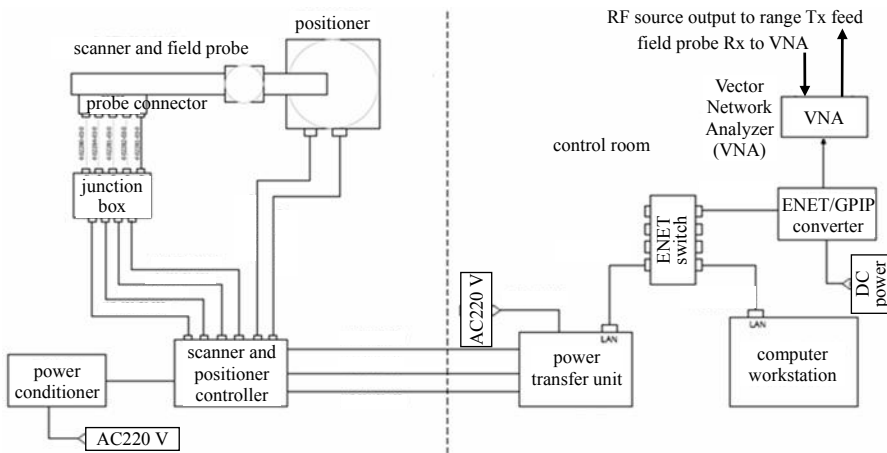 RF source output to range Tx feed
field probe Rx to VNA
positioner
scanner and field probe
probe connector
junction
box
Vector
Network
Analyzer
(VNA)
VNA
control room
ENET
switch
ENET/GPIP
converter
DC
power
AC220 V
LAN
LAN
power
conditioner
AC220 V
scanner and
positioner
controller
power
transfer unit
computer
workstation